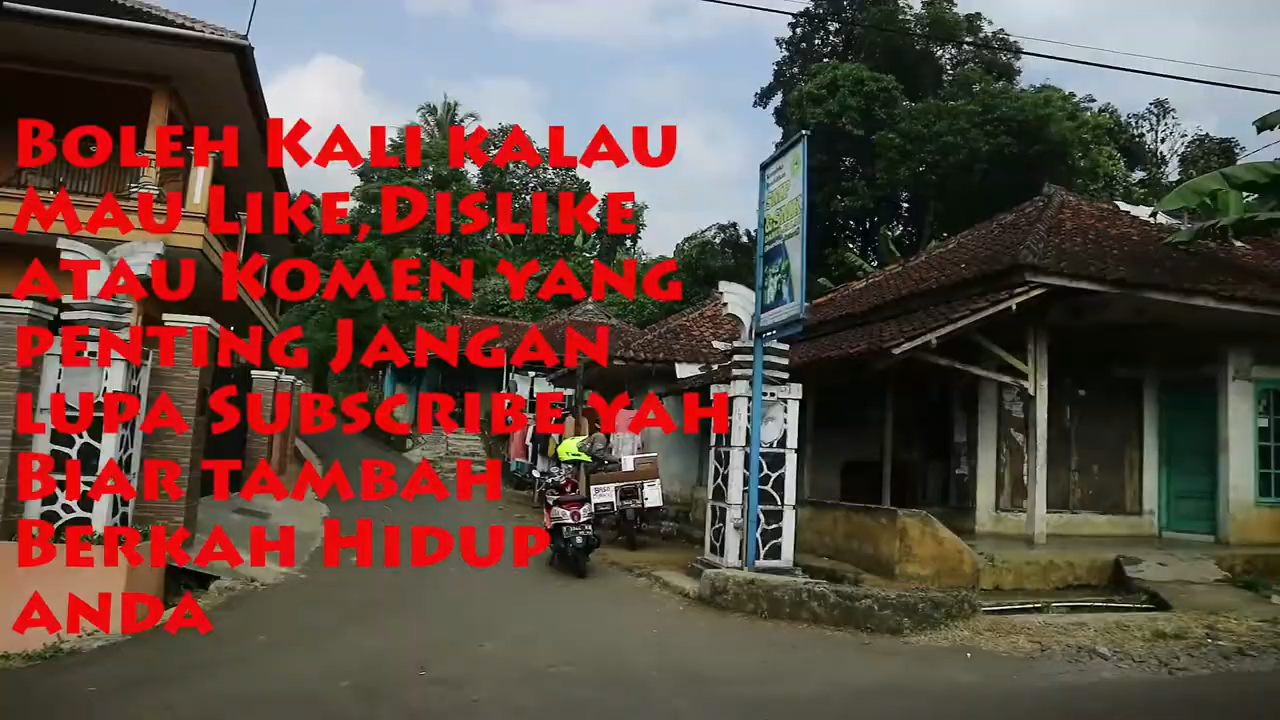 Boleh Kali kalau
Mau Like,Dislike
atau Komen yang
penting Jangan
lupa Subscribe yah
Biar tambah
Berkah Hidup
anda